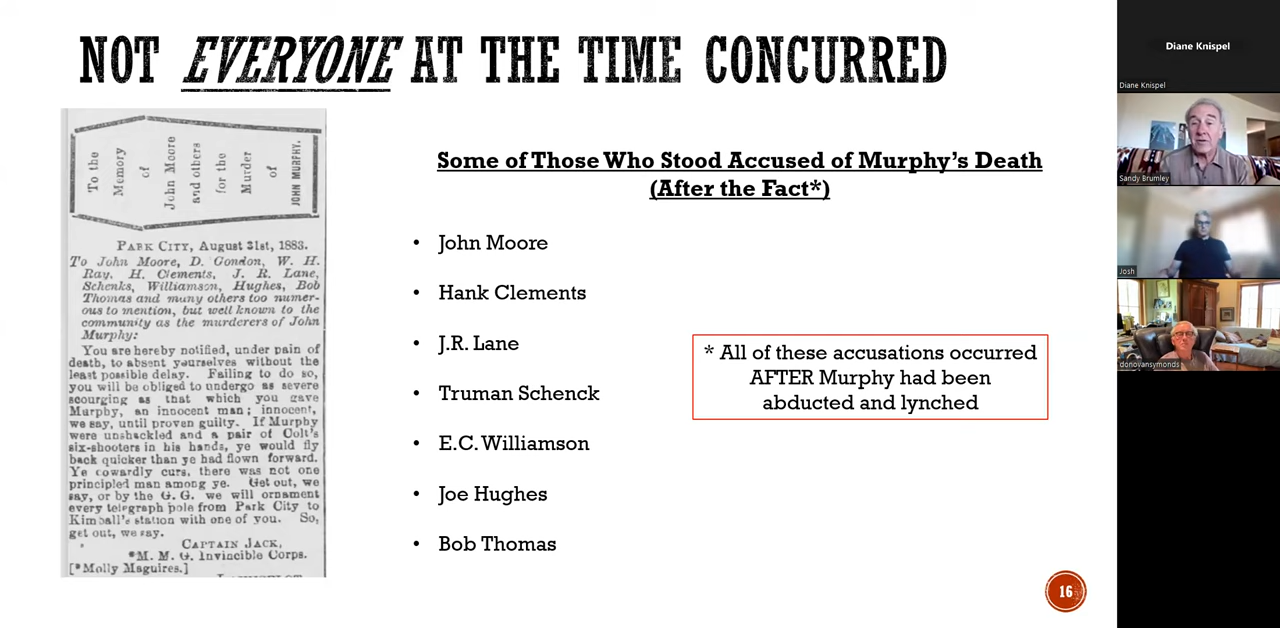 NOT EVERYONE AT THE TIME CONCURRED
To the
Memory
of
John Moore
and others
for the
Murder
of
JOHN MURPHY.
PARK CITY, August 31st, 1883.
To John Moore, D. Gondon, W. H.
Ray, H. Clements, J. R. Lane,
Schenks, Williamson, Hughes, Bob
Thomas and many others too numer-
ous to mention, but well known to the
community as the murderers of John
Murphy:
You are hereby notified, under pain of
death, to absent yourselves without the
least possible delay. Failing to do so,
you will be obliged to undergo as severe
scourging as that which you gave
Murphy, an innocent man; innocent,
we say, until proven guilty. If Murphy
were unshackled and a pair of Colt's
six-shooters in his hands, ye would fly
back quicker than ye had flown forward.
Ye cowardly curs, there was not one
principled man among ye. Get out, we
say, or by the G. G. we will ornament
every telegraph pole from Park City to
Kimball's station with one of you. So,
get out, we say.
CAPTAIN JACK,
*M. M. G. Invincible Corps.
[*Molly Maguires.]
Some of Those Who Stood Accused of Murphy's Death
(After the Fact*)
• John Moore
• Hank Clements
• J.R. Lane
• Truman Schenck
• E.C. Williamson
• Joe Hughes
• Bob Thomas
* All of these accusations occurred
AFTER Murphy had been
abducted and lynched
16
Diane Knispel
Diane Knispel
Sandy Brumley
Josh
donovansymonds